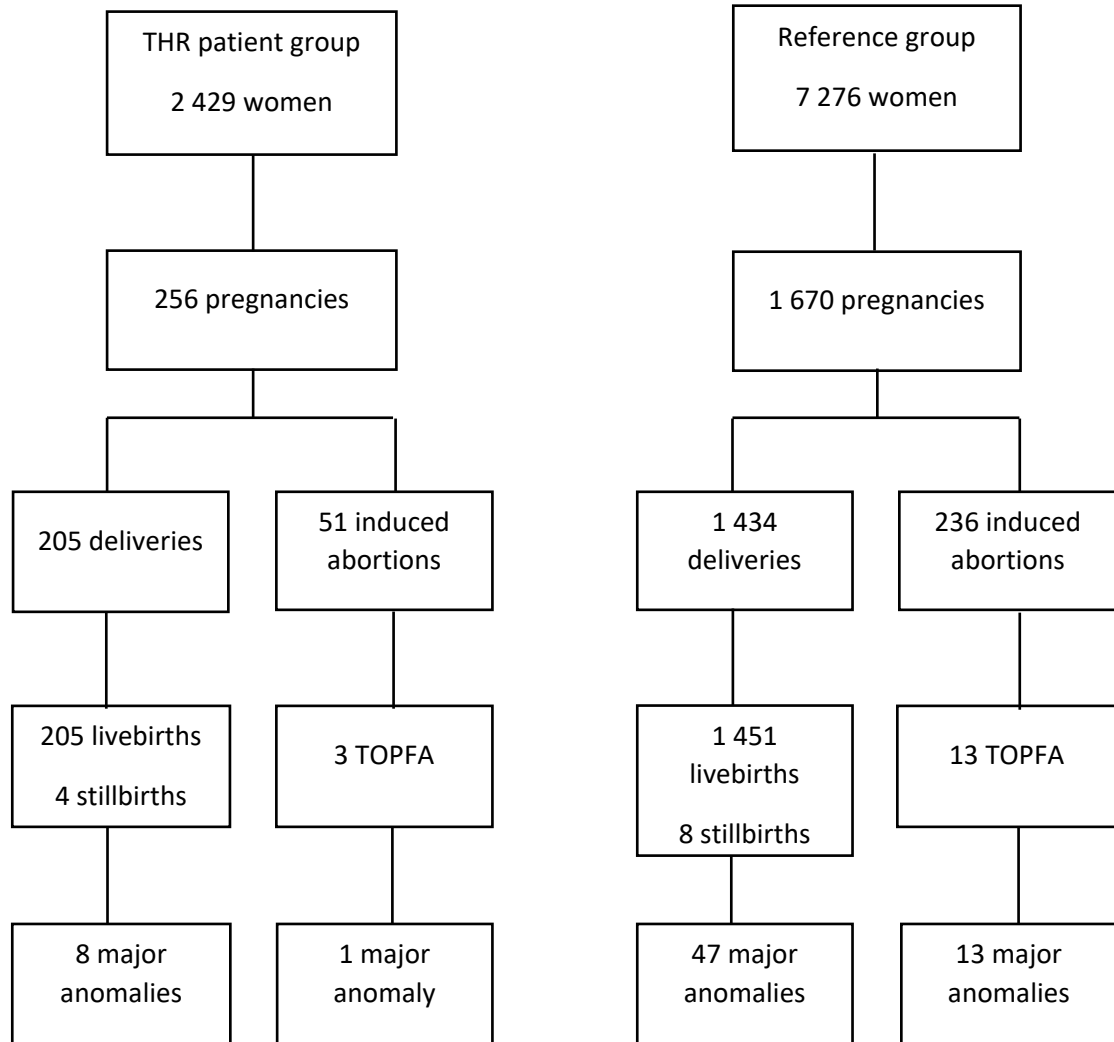 THR patient group
2 429 women
Reference group
7 276 women
256 pregnancies
1 670 pregnancies
205 deliveries
51 induced
abortions
1 434
deliveries
236 induced
abortions
205 livebirths
4 stillbirths
3 TOPFA
1 451
livebirths
8 stillbirths
13 TOPFA
8 major
anomalies
1 major
anomaly
47 major
anomalies
13 major
anomalies